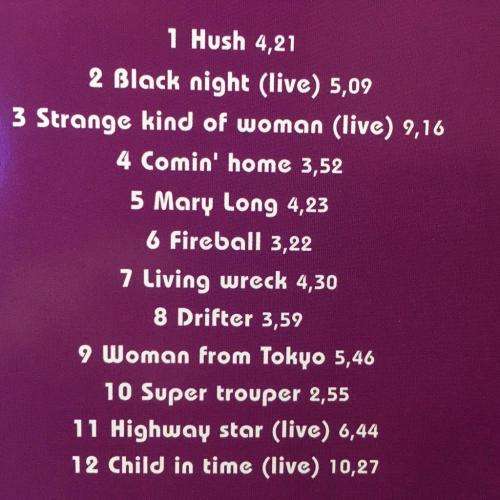 1 Hush 4,21
2 Black night (live) 5,09
3 Strange kind of woman (live) 9,16
4 Comin' home 3,52
5 Mary Long 4,23
6 Fireball 3,22
7 Living wreck 4,30
8 Drifter 3,59
9 Woman from Tokyo 5,46
10 Super trouper 2,55
11 Highway star (live) 6,44
12 Child in time (live) 10,27